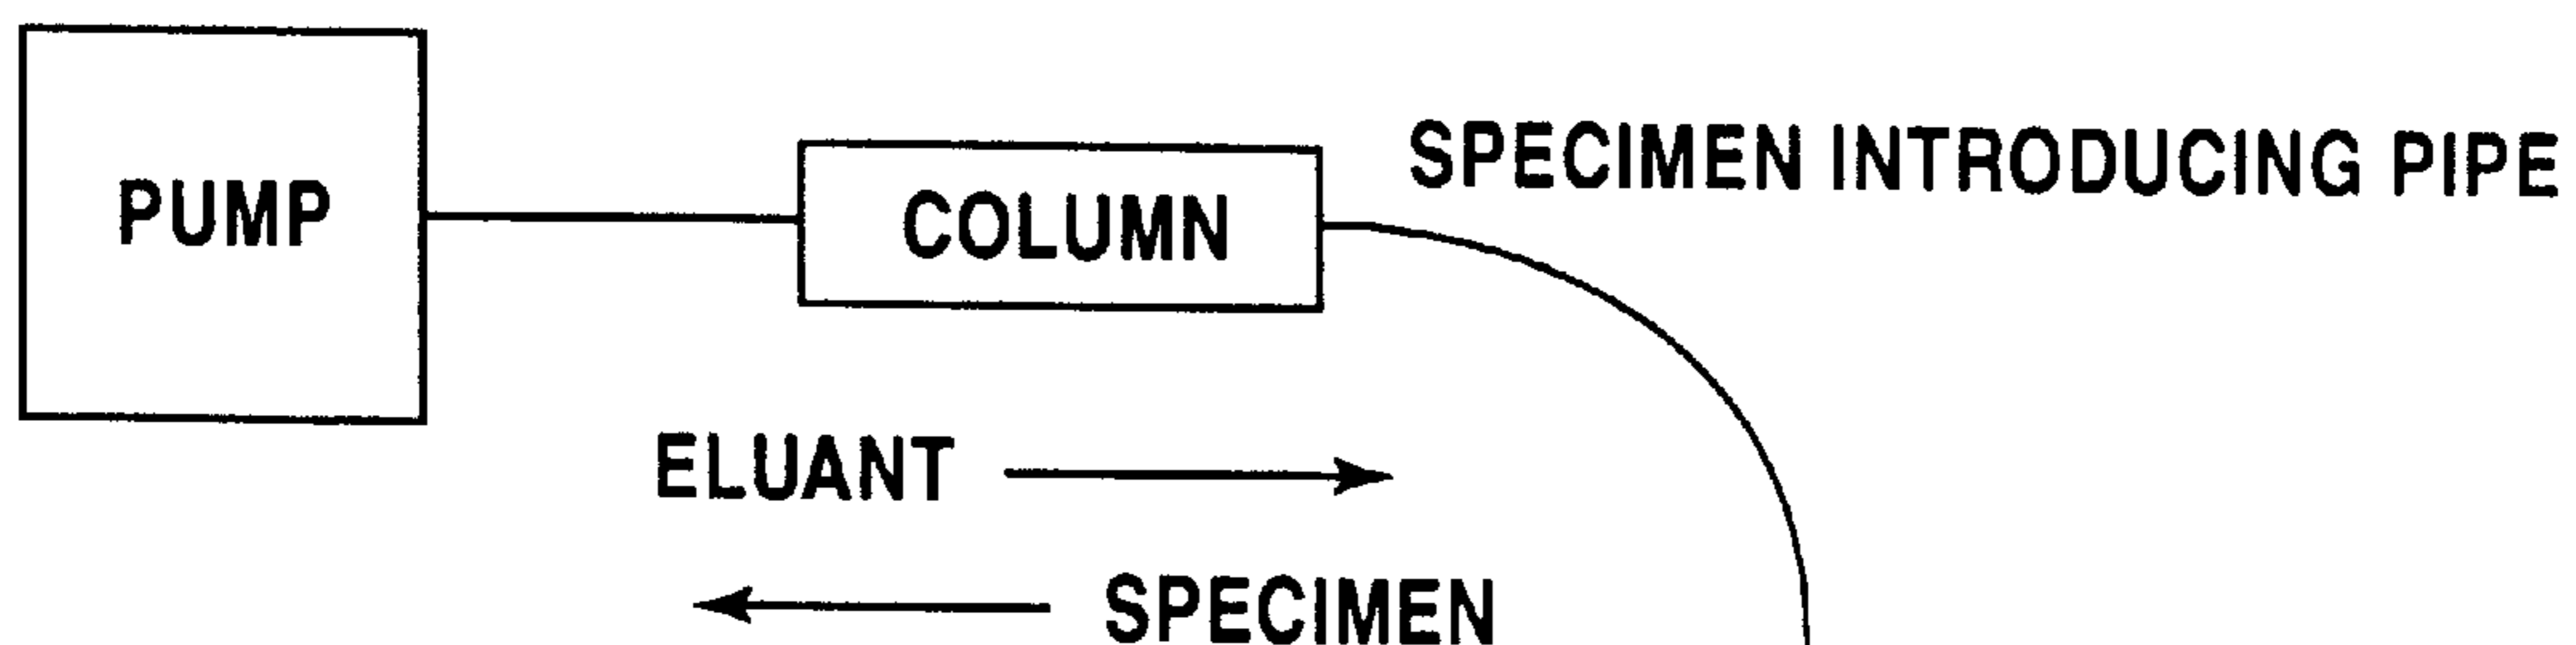 PUMP
COLUMN
SPECIMEN INTRODUCING PIPE
ELUANT
SPECIMEN